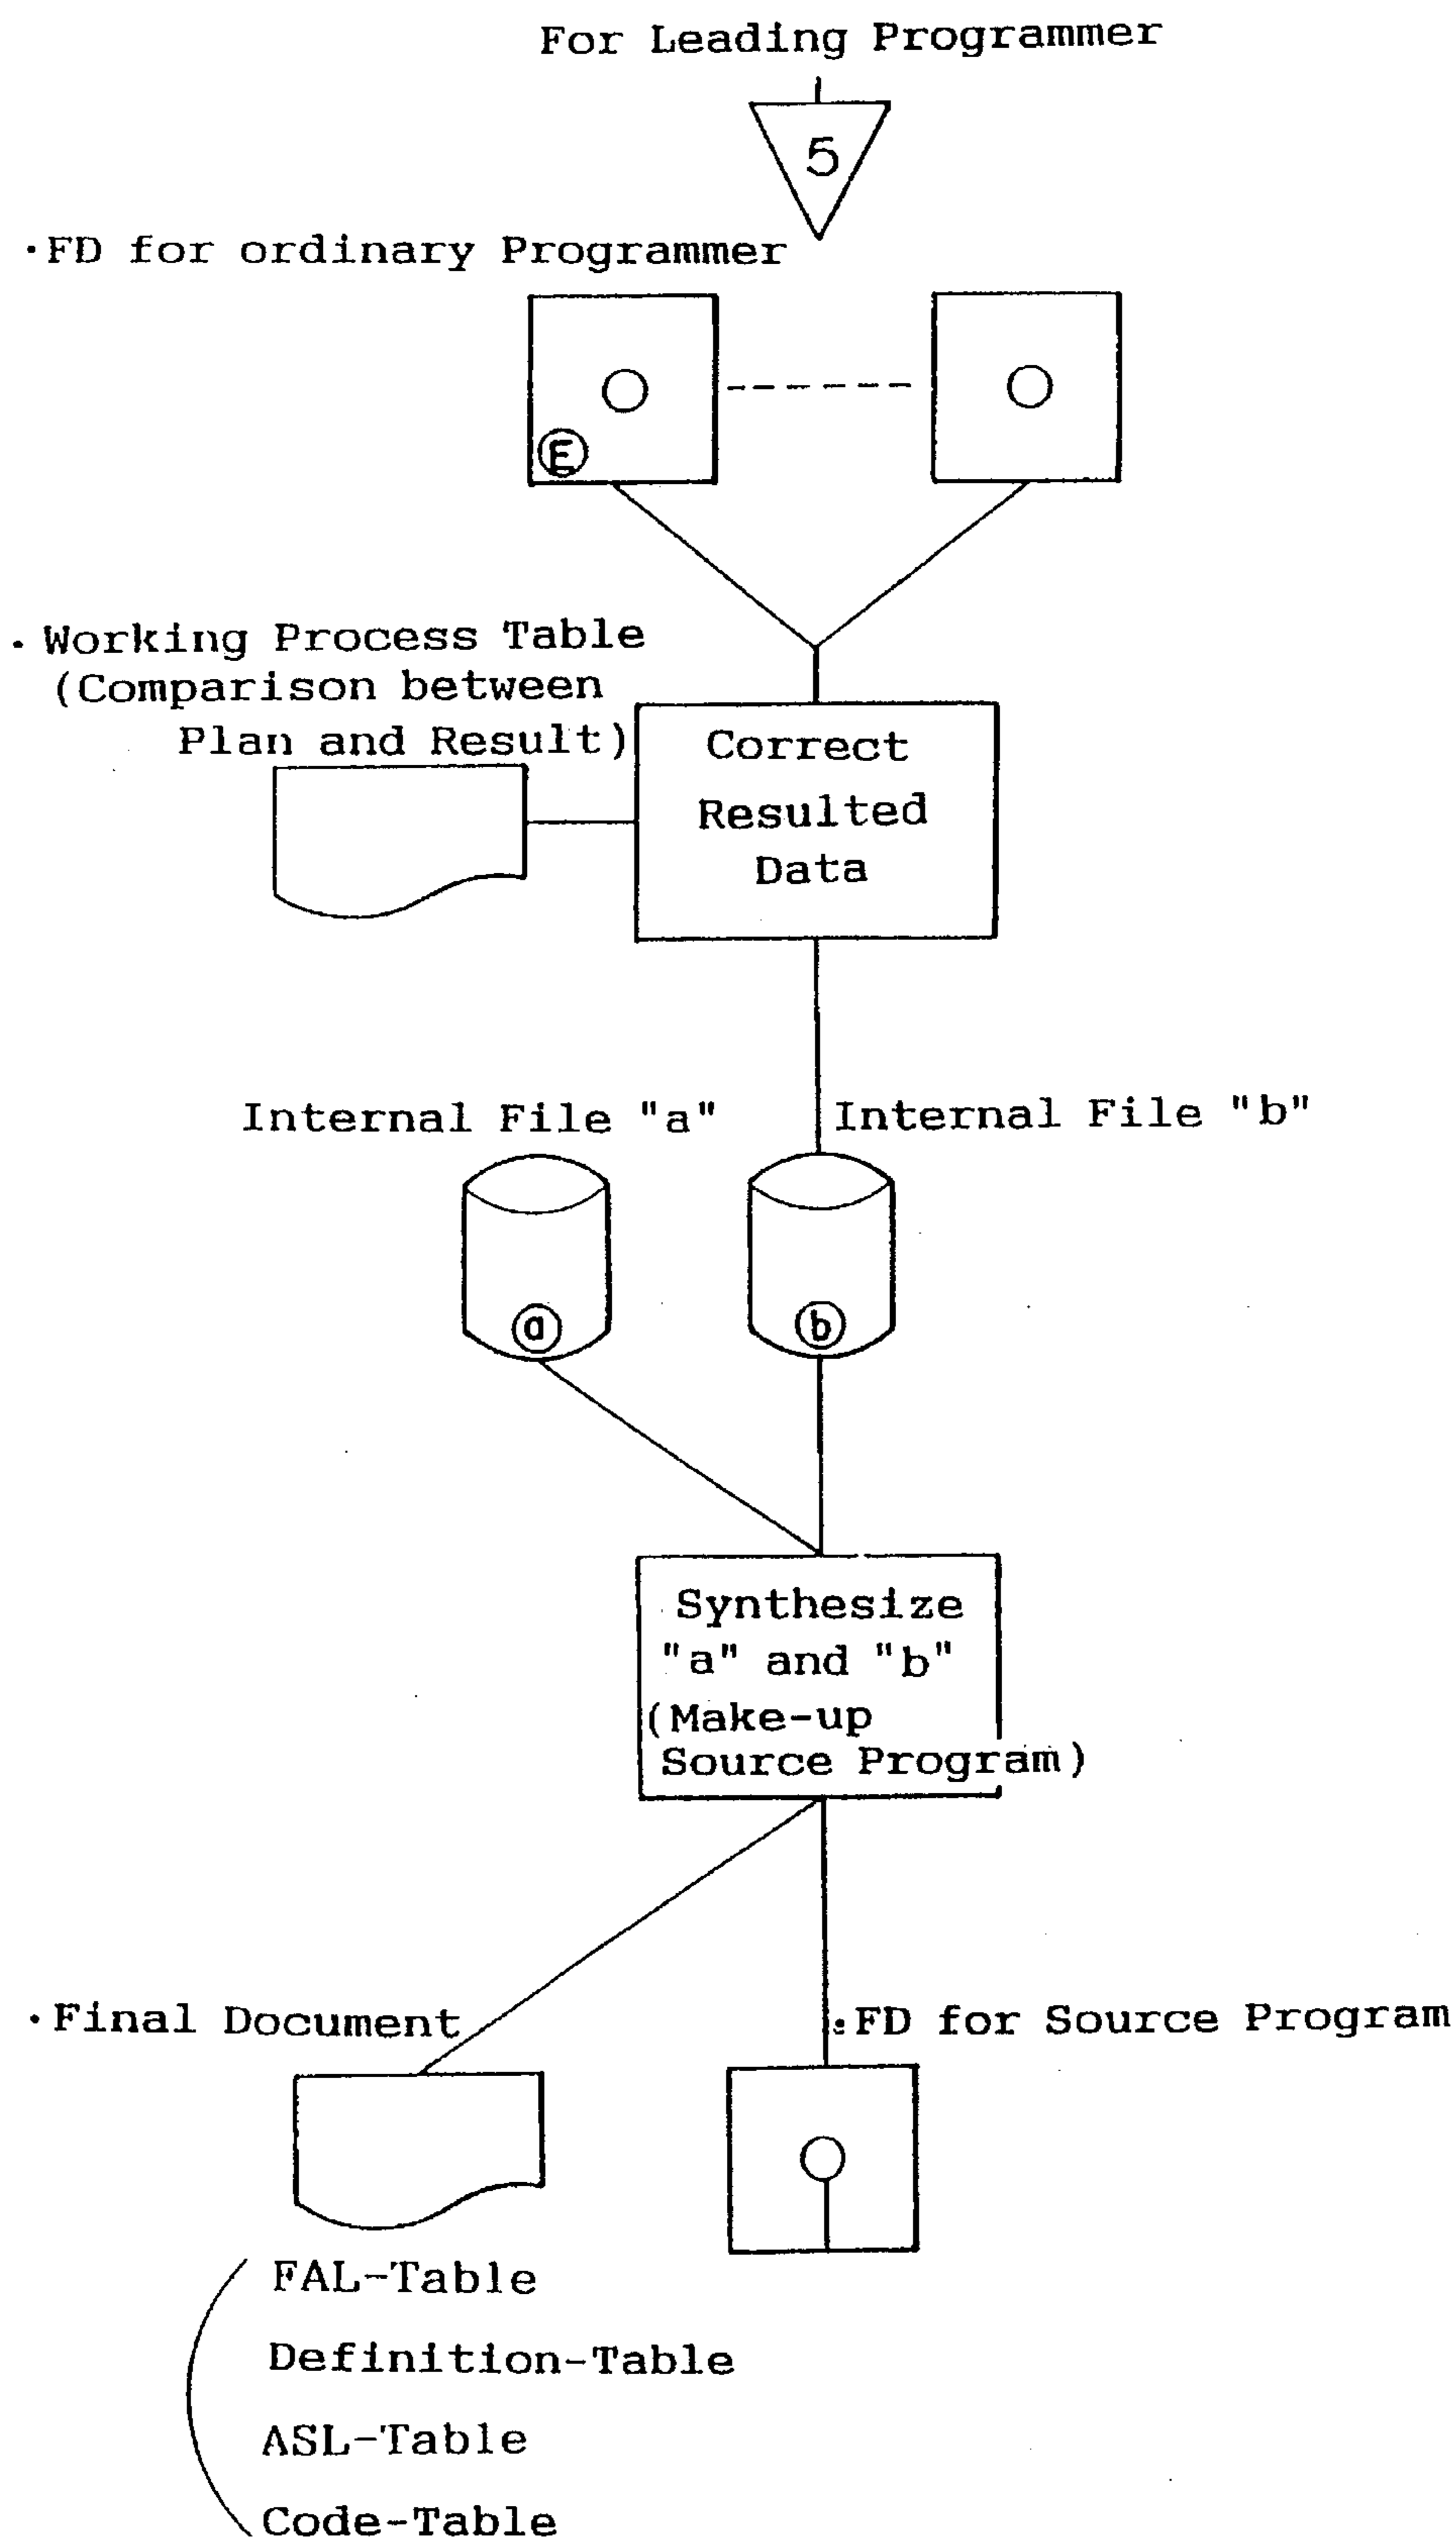 For Leading Programmer
5
·FD for ordinary Programmer
E
· Working Process Table
(Comparison between
Plan and Result)
Correct
Resulted
Data
Internal File "a"
Internal File "b"
a
b
Synthesize
"a" and "b"
(Make-up
Source Program)
·Final Document
:FD for Source Program
FAL-Table
Definition-Table
ASL-Table
Code-Table